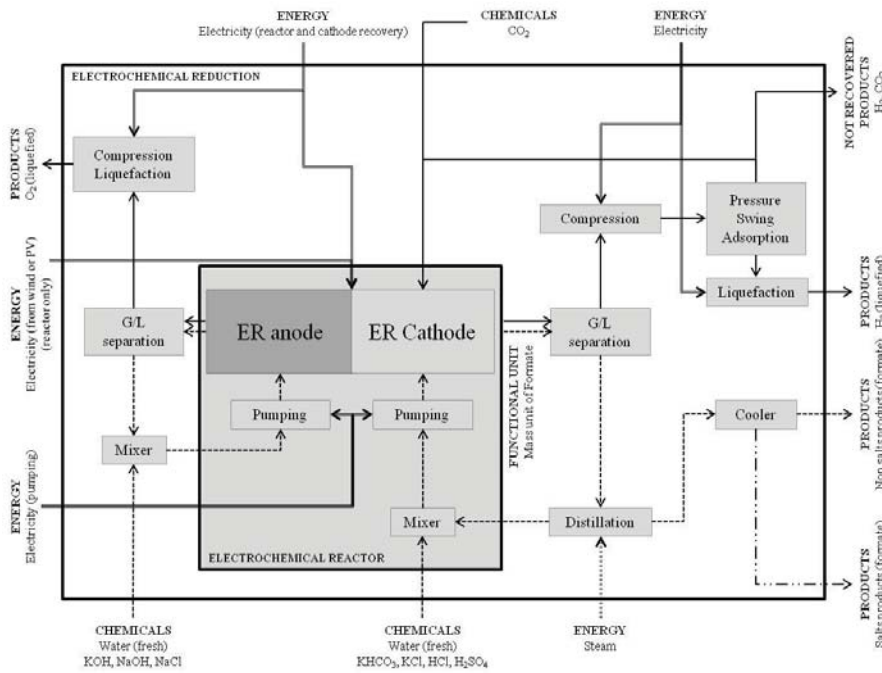 ENERGY
Electricity (reactor and cathode recovery)
CHEMICALS
CO2
ENERGY
Electricity
ELECTROCHEMICAL REDUCTION
NOT RECOVERED
PRODUCTS
H2, CO2
PRODUCTS
O2 (liquefied)
Compression
Liquefaction
Compression
Pressure
Swing
Adsorption
ENERGY
Electricity (from wind or PV)
(reactor only)
G/L
separation
ER anode
ER Cathode
G/L
separation
Liquefaction
PRODUCTS
H2 (liquefied)
FUNCTIONAL UNIT
Mass unit of Formate
Pumping
Pumping
Cooler
PRODUCTS
Non salts products (formate)
Mixer
ENERGY
Electricity (pumping)
Mixer
Distillation
ELECTROCHEMICAL REACTOR
PRODUCTS
Salts products (formate)
CHEMICALS
Water (fresh)
KOH, NaOH, NaCl
CHEMICALS
Water (fresh)
KHCO3, KCl, HCl, H2SO4
ENERGY
Steam